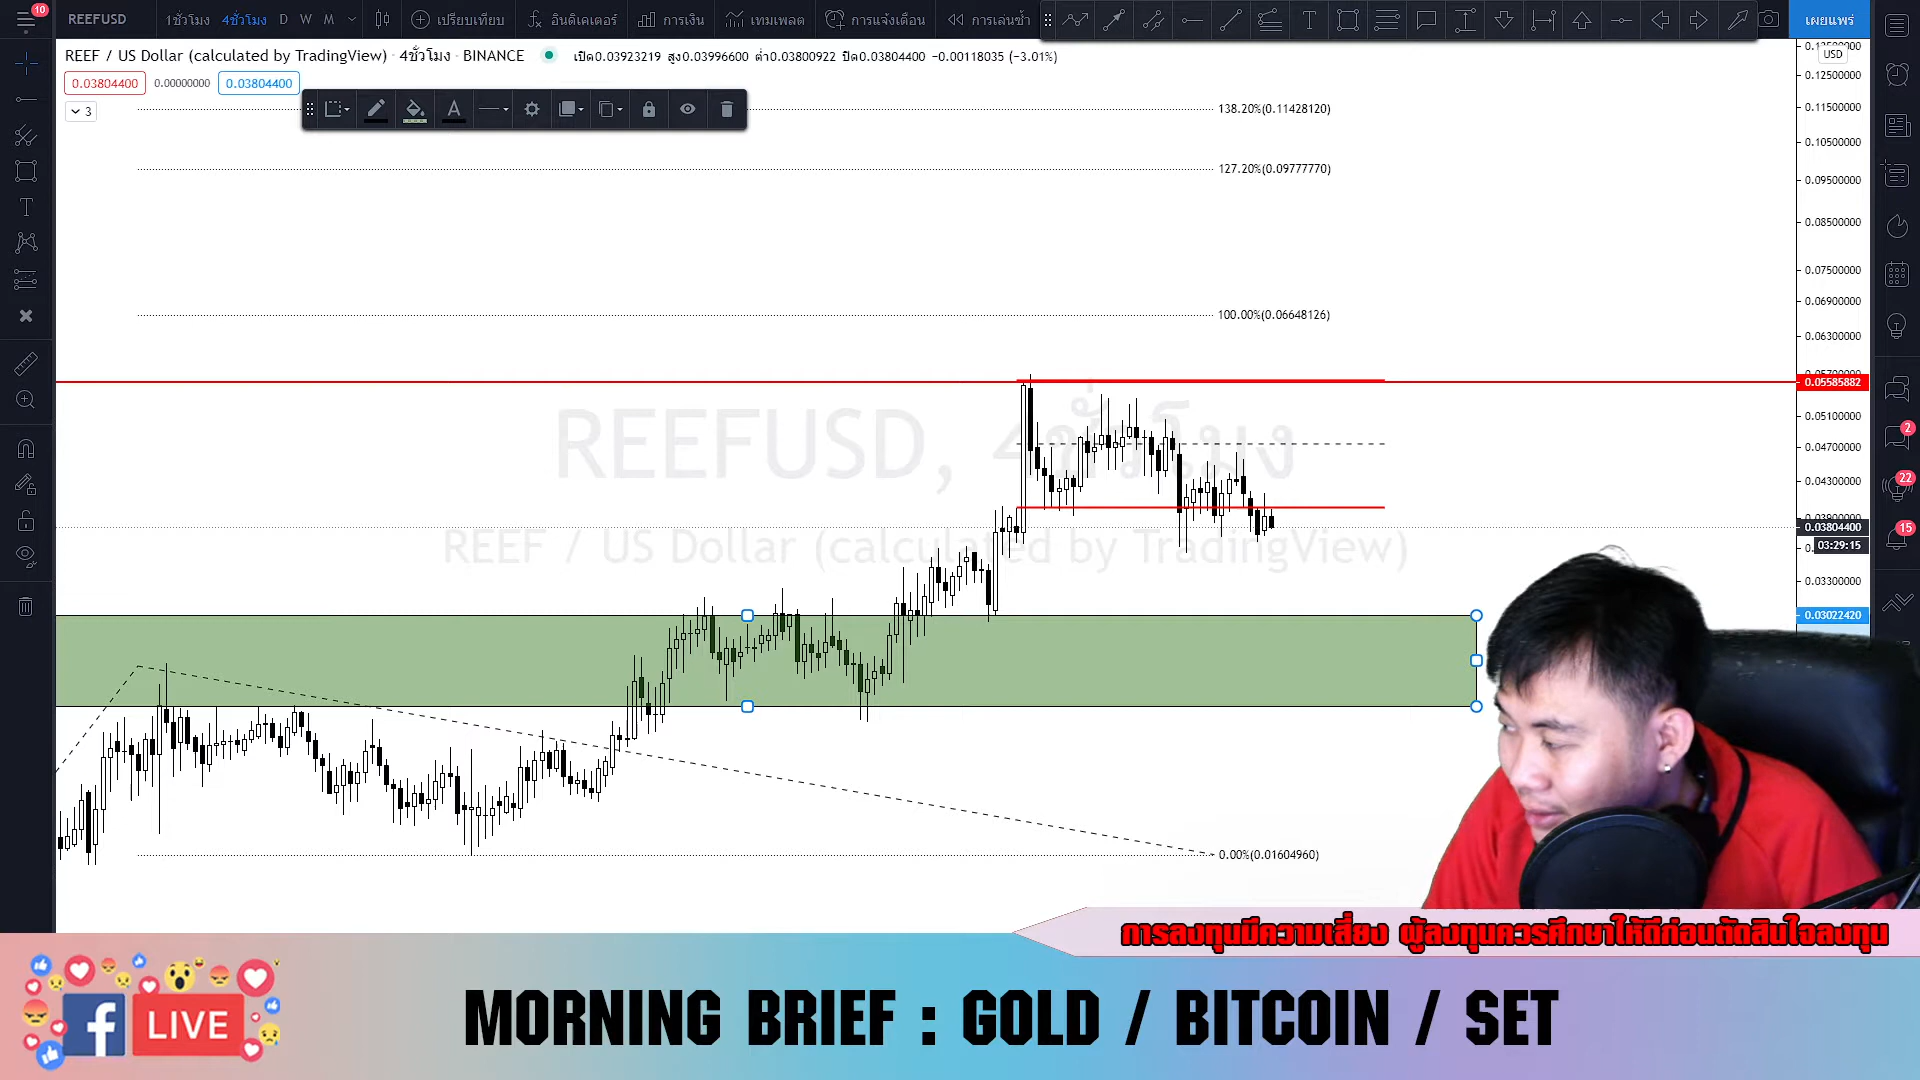 10
REEFUSD
1ชั่วโมง
4ชั่วโมง
D
W
M
เปรียบเทียบ
อินดิเคเตอร์
การเงิน
เทมเพลต
การแจ้งเตือน
การเล่นซ้ำ
เผยแพร่
REEF / US Dollar (calculated by TradingView) · 4ชั่วโมง · BINANCE
เปิด0.03923219 สูง0.03996600 ต่ำ0.03800922 ปิด0.03804400 −0.00118035 (−3.01%)
USD
0.03804400
0.00000000
0.03804400
3
138.20%(0.11428120)
127.20%(0.09777770)
100.00%(0.06648126)
0.00%(0.01604960)
REEFUSD, 4ชั่วโมง
REEF / US Dollar (calculated by TradingView)
0.12500000
0.11500000
0.10500000
0.09500000
0.08500000
0.07500000
0.06900000
0.06300000
0.05585882
0.05100000
0.04700000
0.04300000
0.03804400
03:29:15
0.03300000
0.03022420
2
22
15
การลงทุนมีความเสี่ยง ผู้ลงทุนควรศึกษาให้ดีก่อนตัดสินใจลงทุน
f LIVE
MORNING BRIEF : GOLD / BITCOIN / SET